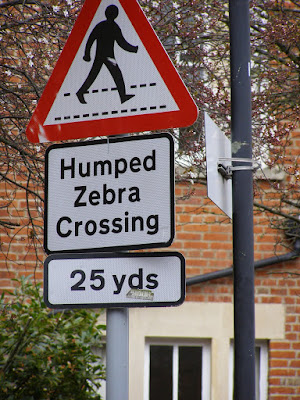 Humped
Zebra
Crossing
25 yds